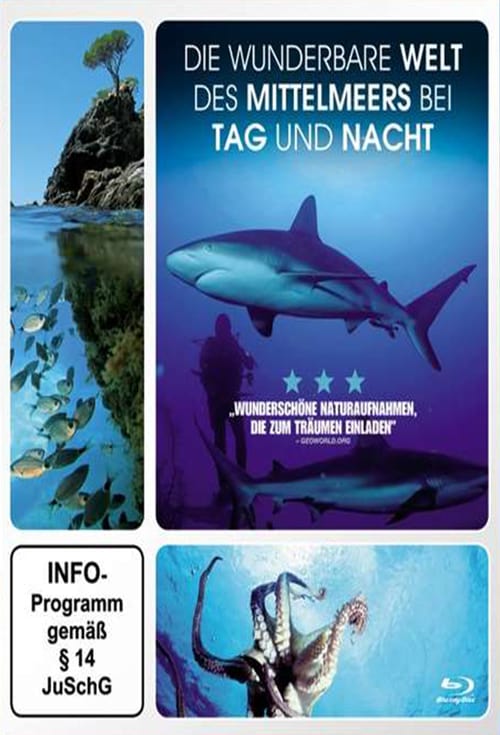 DIE WUNDERBARE WELT
DES MITTELMEERS BEI
TAG UND NACHT
„WUNDERSCHÖNE NATURAUFNAHMEN,
DIE ZUM TRÄUMEN EINLADEN"
- GEOWORLD.ORG
INFO-
Programm
gemäß
§ 14
JuSchG
Blu-ray Disc